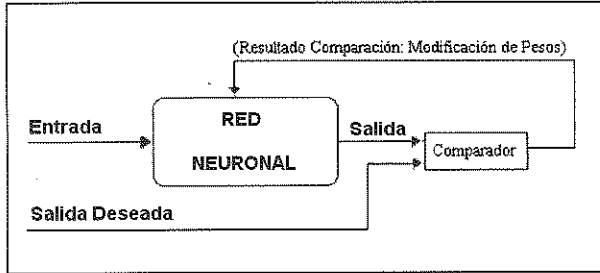 (Resultado Comparación: Modificación de Pesos)
RED
NEURONAL
Entrada
Salida
Comparador
Salida Deseada